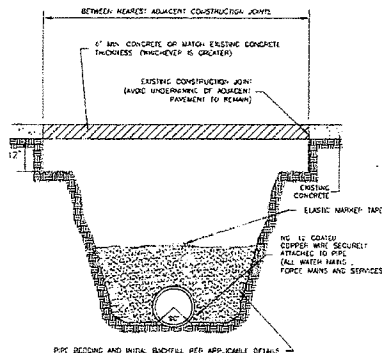 BETWEEN NEAREST ADJACENT CONSTRUCTION JOINTS
6" MIN CONCRETE OR MATCH EXISTING CONCRETE
THICKNESS (WHICHEVER IS GREATER)
EXISTING CONSTRUCTION JOINT
(AVOID UNDERMINING OF ADJACENT
PAVEMENT TO REMAIN)
12"
EXISTING
CONCRETE
ELASTIC MARKER TAPE
NO. 12 COATED
COPPER WIRE SECURELY
ATTACHED TO PIPE
(ALL WATER MAINS,
FORCE MAINS AND SERVICES
PIPE BEDDING AND INITIAL BACKFILL PER APPLICABLE DETAILS